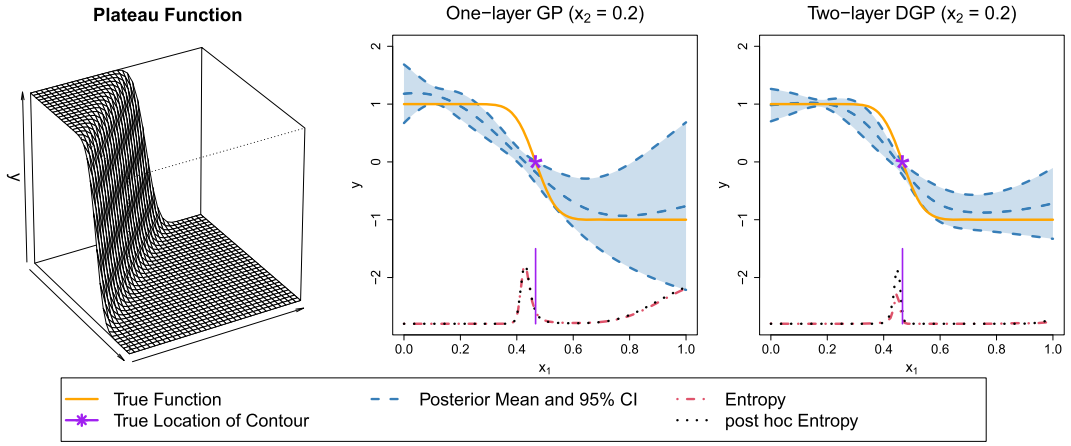 Plateau Function
y
One−layer GP (x₂ = 0.2)
2
1
0
−1
−2
y
0.0 0.2 0.4 0.6 0.8 1.0
x₁
Two−layer DGP (x₂ = 0.2)
2
1
0
−1
−2
y
0.0 0.2 0.4 0.6 0.8 1.0
x₁
True Function
True Location of Contour
Posterior Mean and 95% CI
Entropy
post hoc Entropy